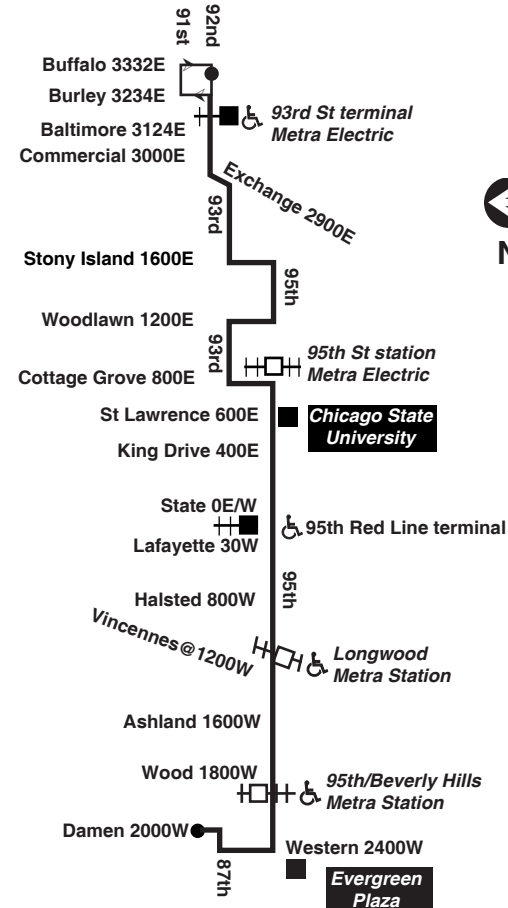 92nd
91st
Buffalo 3332E
Burley 3234E
93rd St terminal
Metra Electric
Baltimore 3124E
Commercial 3000E
Exchange 2900E
93rd
N
Stony Island 1600E
95th
Woodlawn 1200E
93rd
95th St station
Metra Electric
Cottage Grove 800E
St Lawrence 600E
Chicago State
University
King Drive 400E
State 0E/W
95th Red Line terminal
Lafayette 30W
95th
Halsted 800W
Vincennes@1200W
Longwood
Metra Station
Ashland 1600W
Wood 1800W
95th/Beverly Hills
Metra Station
Damen 2000W
87th
Western 2400W
Evergreen
Plaza